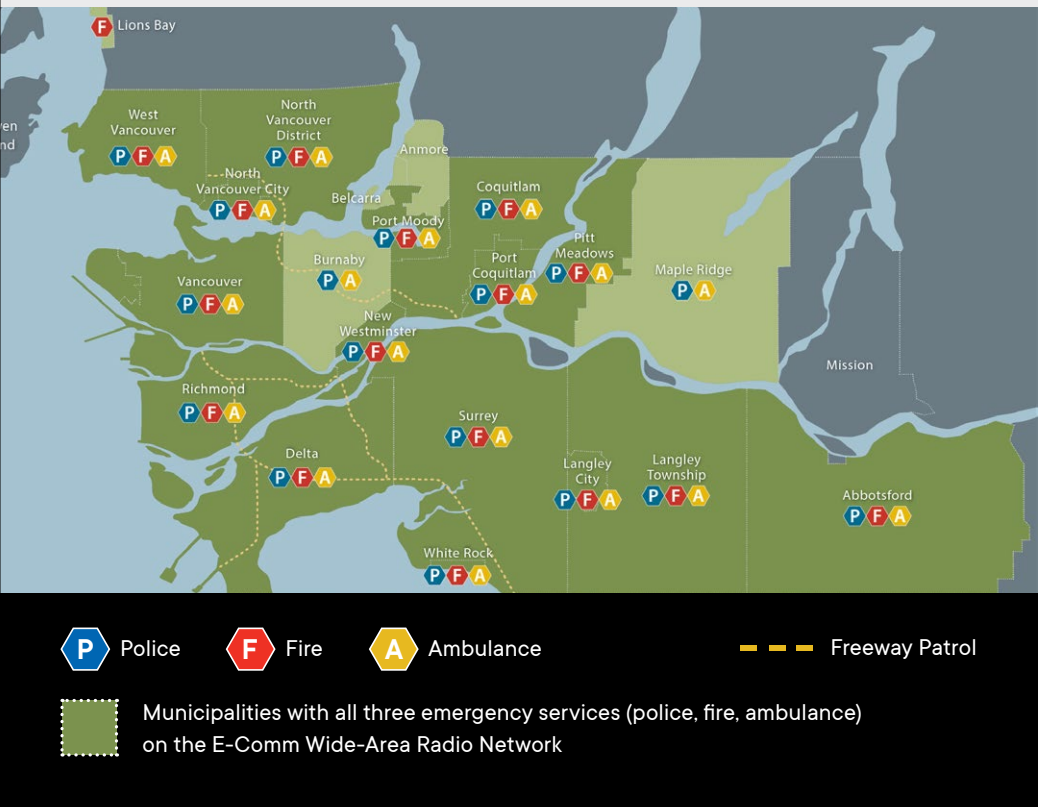 F Lions Bay
en
nd
West
Vancouver
P F A
North
Vancouver
District
P F A
North
Vancouver City
P F A
Anmore
Belcarra
Port Moody
P F A
Coquitlam
P F A
Pitt
Meadows
P F A
Port
Coquitlam
P F A
Burnaby
P A
Maple Ridge
P A
Vancouver
P F A
New
Westminster
P F A
Mission
Richmond
P F A
Surrey
P F A
Delta
P F A
Langley
City
P F A
Langley
Township
P F A
Abbotsford
P F A
White Rock
P F A
P Police F Fire A Ambulance Freeway Patrol
Municipalities with all three emergency services (police, fire, ambulance)
on the E-Comm Wide-Area Radio Network